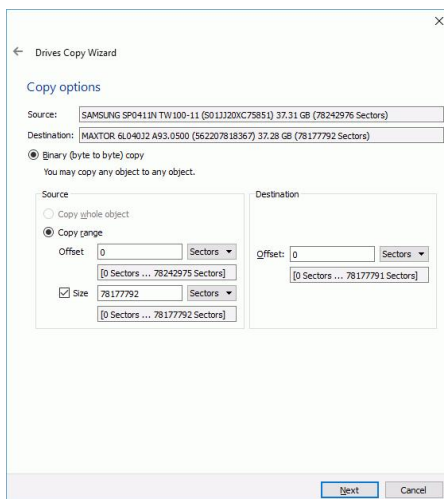 Drives Copy Wizard
Copy options
Source: SAMSUNG SP0411N TW100-11 (S01JJ20XC75851) 37.31 GB (78242976 Sectors)
Destination: MAXTOR 6L040J2 A93.0500 (562207818367) 37.28 GB (78177792 Sectors)
Binary (byte to byte) copy
You may copy any object to any object.
Source
Copy whole object
Copy range
Offset 0 Sectors
[0 Sectors ... 78242975 Sectors]
Size 78177792 Sectors
[0 Sectors ... 78177792 Sectors]
Destination
Offset: 0 Sectors
[0 Sectors ... 78177791 Sectors]
Next Cancel